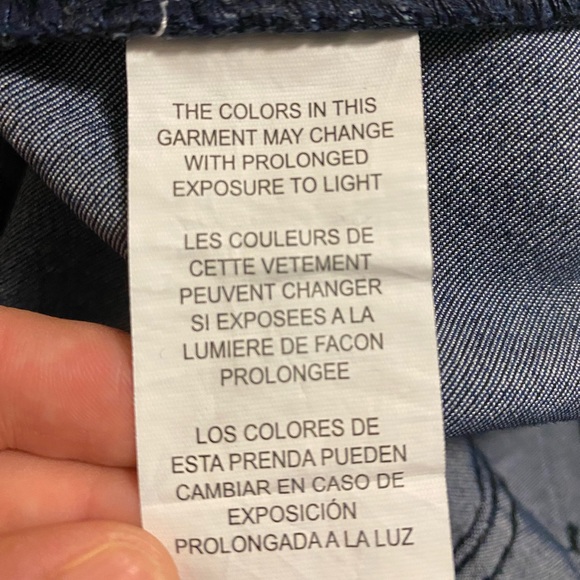 THE COLORS IN THIS
GARMENT MAY CHANGE
WITH PROLONGED
EXPOSURE TO LIGHT
LES COULEURS DE
CETTE VETEMENT
PEUVENT CHANGER
SI EXPOSEES A LA
LUMIERE DE FACON
PROLONGEE
LOS COLORES DE
ESTA PRENDA PUEDEN
CAMBIAR EN CASO DE
EXPOSICIÓN
PROLONGADA A LA LUZ